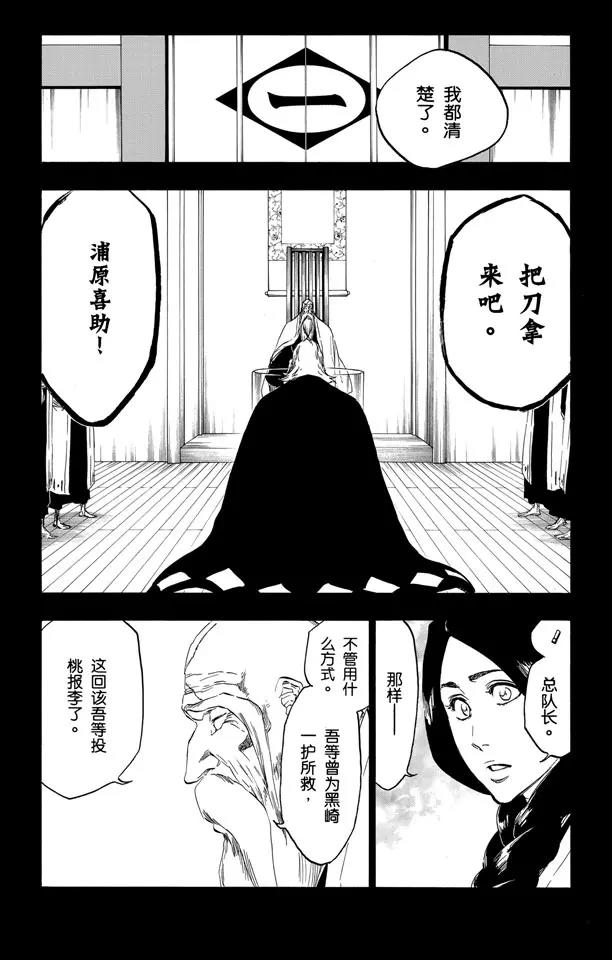 一
我都清
楚了。
把刀拿
来吧。
浦原喜
助！
！
总队长。
那样——
不管用什
么方式。
吾等曾为黑崎
一护所救，
这回该吾等投
桃报李了。